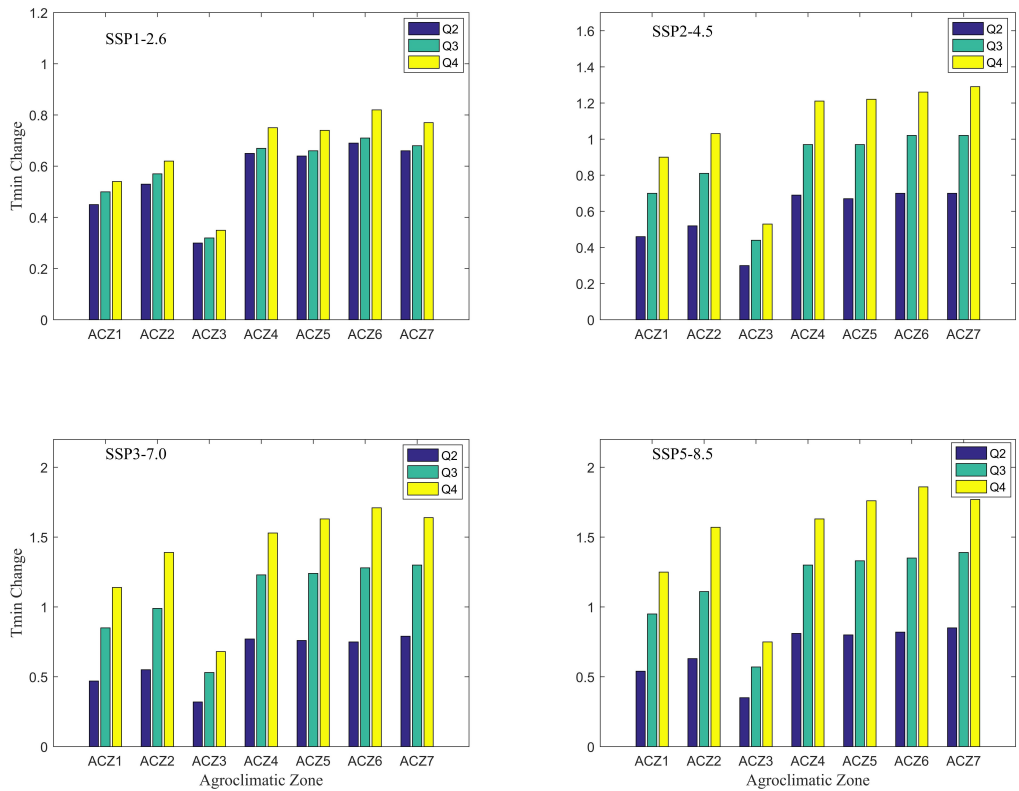 SSP1-2.6
Q2
Q3
Q4
1.2
1
0.8
0.6
0.4
0.2
0
Tmin Change
ACZ1 ACZ2 ACZ3 ACZ4 ACZ5 ACZ6 ACZ7
SSP2-4.5
Q2
Q3
Q4
1.6
1.4
1.2
1
0.8
0.6
0.4
0.2
0
ACZ1 ACZ2 ACZ3 ACZ4 ACZ5 ACZ6 ACZ7
SSP3-7.0
Q2
Q3
Q4
2
1.5
1
0.5
0
Tmin Change
ACZ1 ACZ2 ACZ3 ACZ4 ACZ5 ACZ6 ACZ7
Agroclimatic Zone
SSP5-8.5
Q2
Q3
Q4
2
1.5
1
0.5
0
ACZ1 ACZ2 ACZ3 ACZ4 ACZ5 ACZ6 ACZ7
Agroclimatic Zone